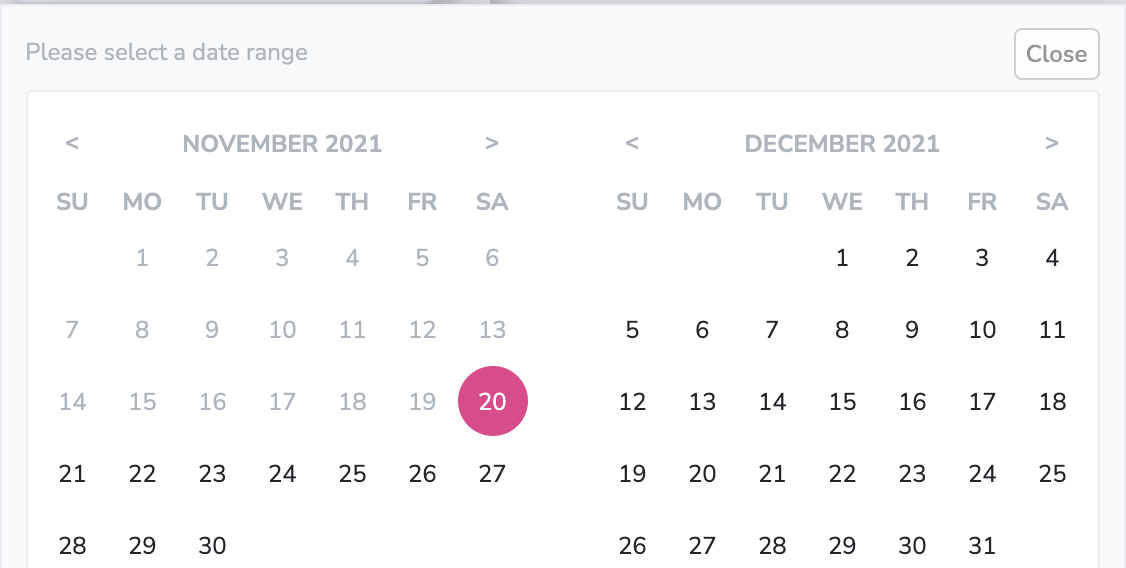 Please select a date range
Close
< NOVEMBER 2021 >
SU MO TU WE TH FR SA
1 2 3 4 5 6
7 8 9 10 11 12 13
14 15 16 17 18 19 20
21 22 23 24 25 26 27
28 29 30
< DECEMBER 2021 >
SU MO TU WE TH FR SA
1 2 3 4
5 6 7 8 9 10 11
12 13 14 15 16 17 18
19 20 21 22 23 24 25
26 27 28 29 30 31